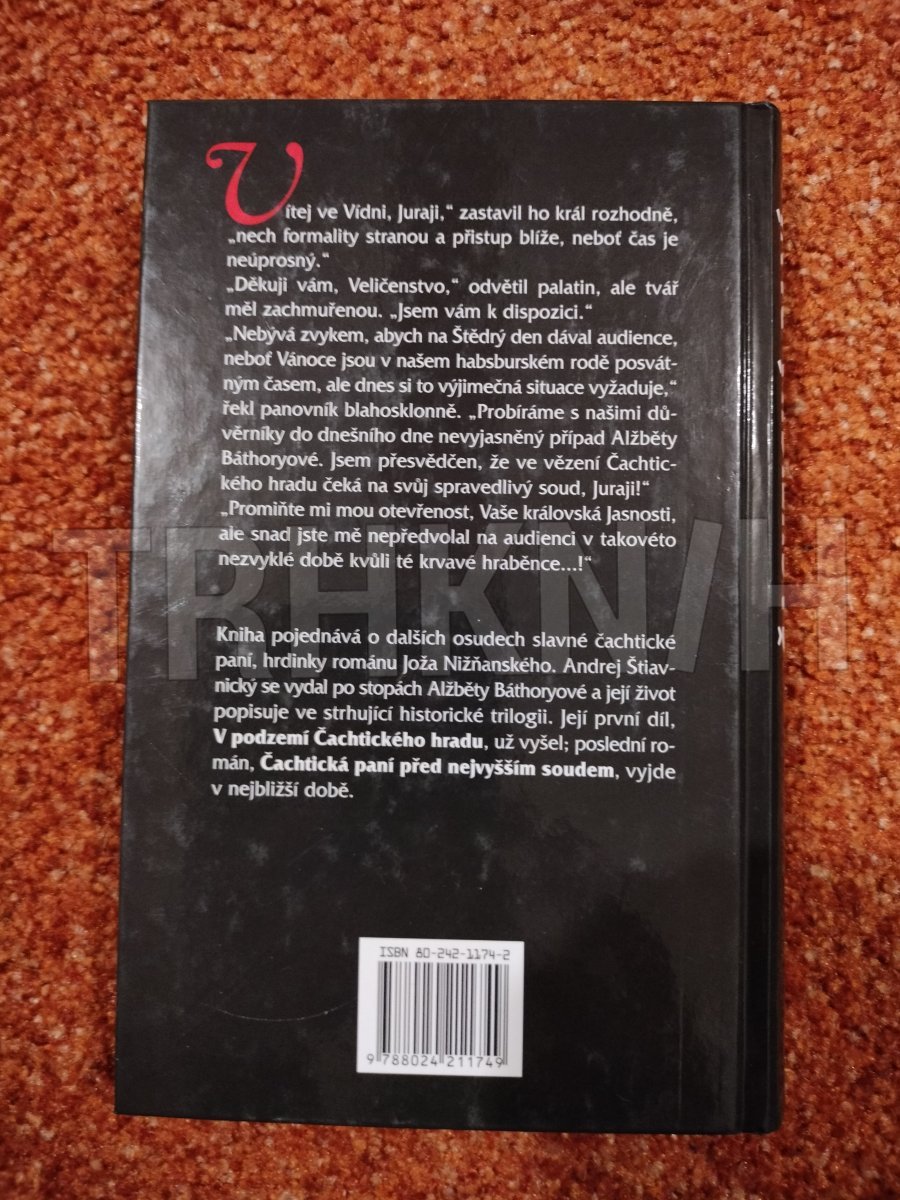 Vítej ve Vídni, Juraji,“ zastavil ho král rozhodně,
„nech formality stranou a přistup blíže, neboť čas je
neúprosný.“
„Děkuji vám, Veličenstvo,“ odvětil palatin, ale tvář
měl zachmuřenou. „Jsem vám k dispozici.“
„Nebývá zvykem, abych na Štědrý den dával audience,
neboť Vánoce jsou v našem habsburském rodě posvát-
ným časem, ale dnes si to výjimečná situace vyžaduje,“
řekl panovník blahosklonně. „Probíráme s našimi dů-
věrníky do dnešního dne nevyjasněný případ Alžběty
Báthoryové. Jsem přesvědčen, že ve vězení Čachtic-
kého hradu čeká na svůj spravedlivý soud, Juraji!“
„Promiňte mi mou otevřenost, Vaše královská Jasnosti,
ale snad jste mě nepředvolal na audienci v takovéto
nezvyklé době kvůli té krvavé hraběnce...!“
Kniha pojednává o dalších osudech slavné čachtické
paní, hrdinky románu Joža Nižňanského. Andrej Štiav-
nický se vydal po stopách Alžběty Báthoryové a její život
popisuje ve strhující historické trilogii. Její první díl,
V podzemí Čachtického hradu, už vyšel; poslední ro-
mán, Čachtická paní před nejvyšším soudem, vyjde
v nejbližší době.
ISBN 80-242-1174-2
9 788024 211749
TRHKNIH